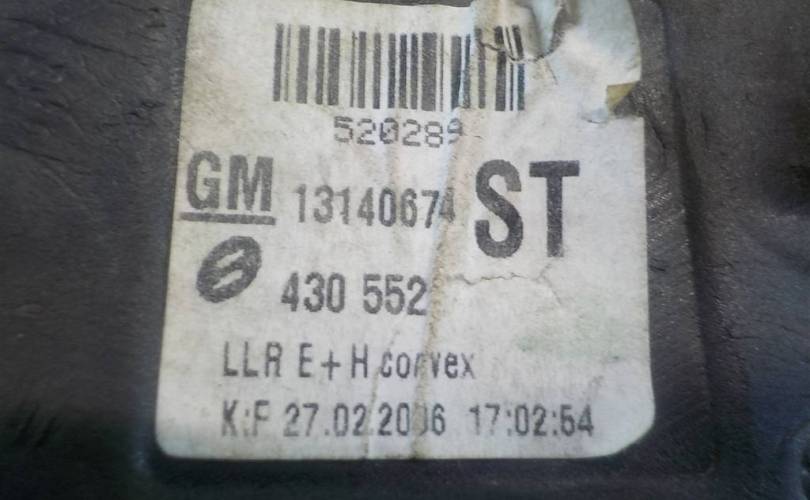 520289
GM 13140674 ST
430 552
LLR E+H convex
K:F 27.02.2006 17:02:54